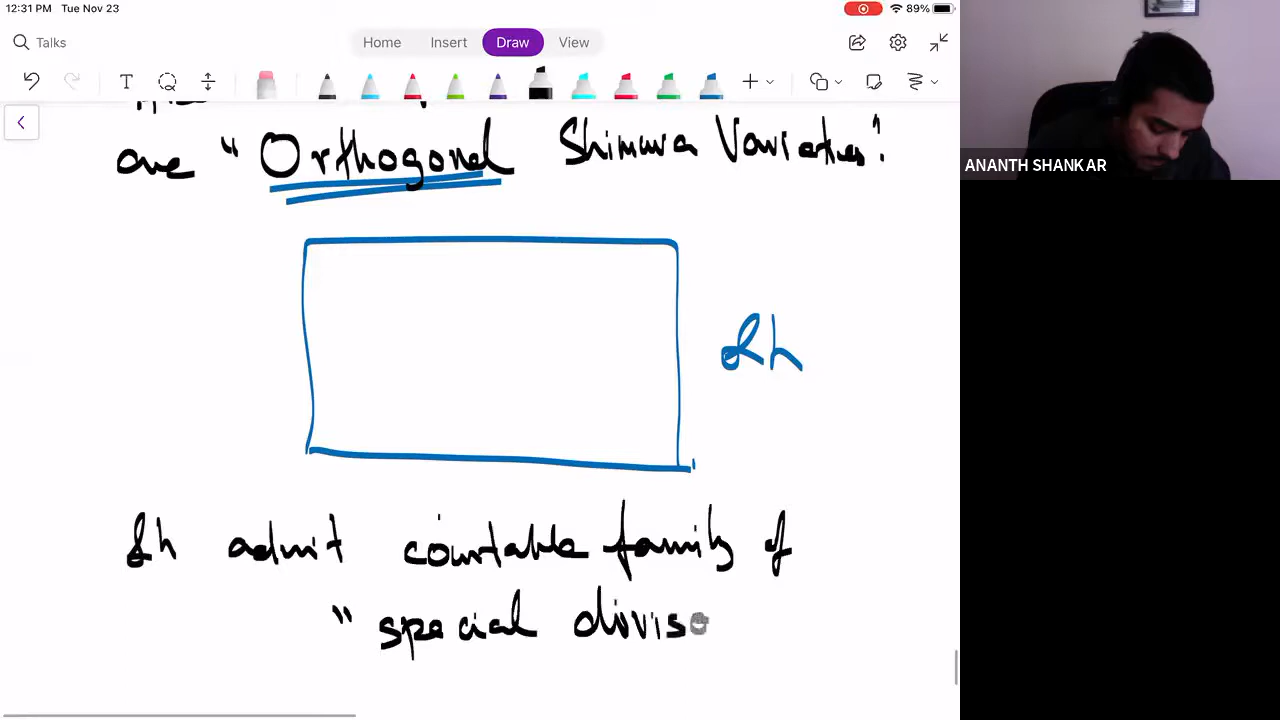 12:31 PM Tue Nov 23
89%
Talks
Home Insert Draw View
T
ANANTH SHANKAR
are "Orthogonal Shimura Varieties"
Sh
Sh admit countable family of
"special diviso